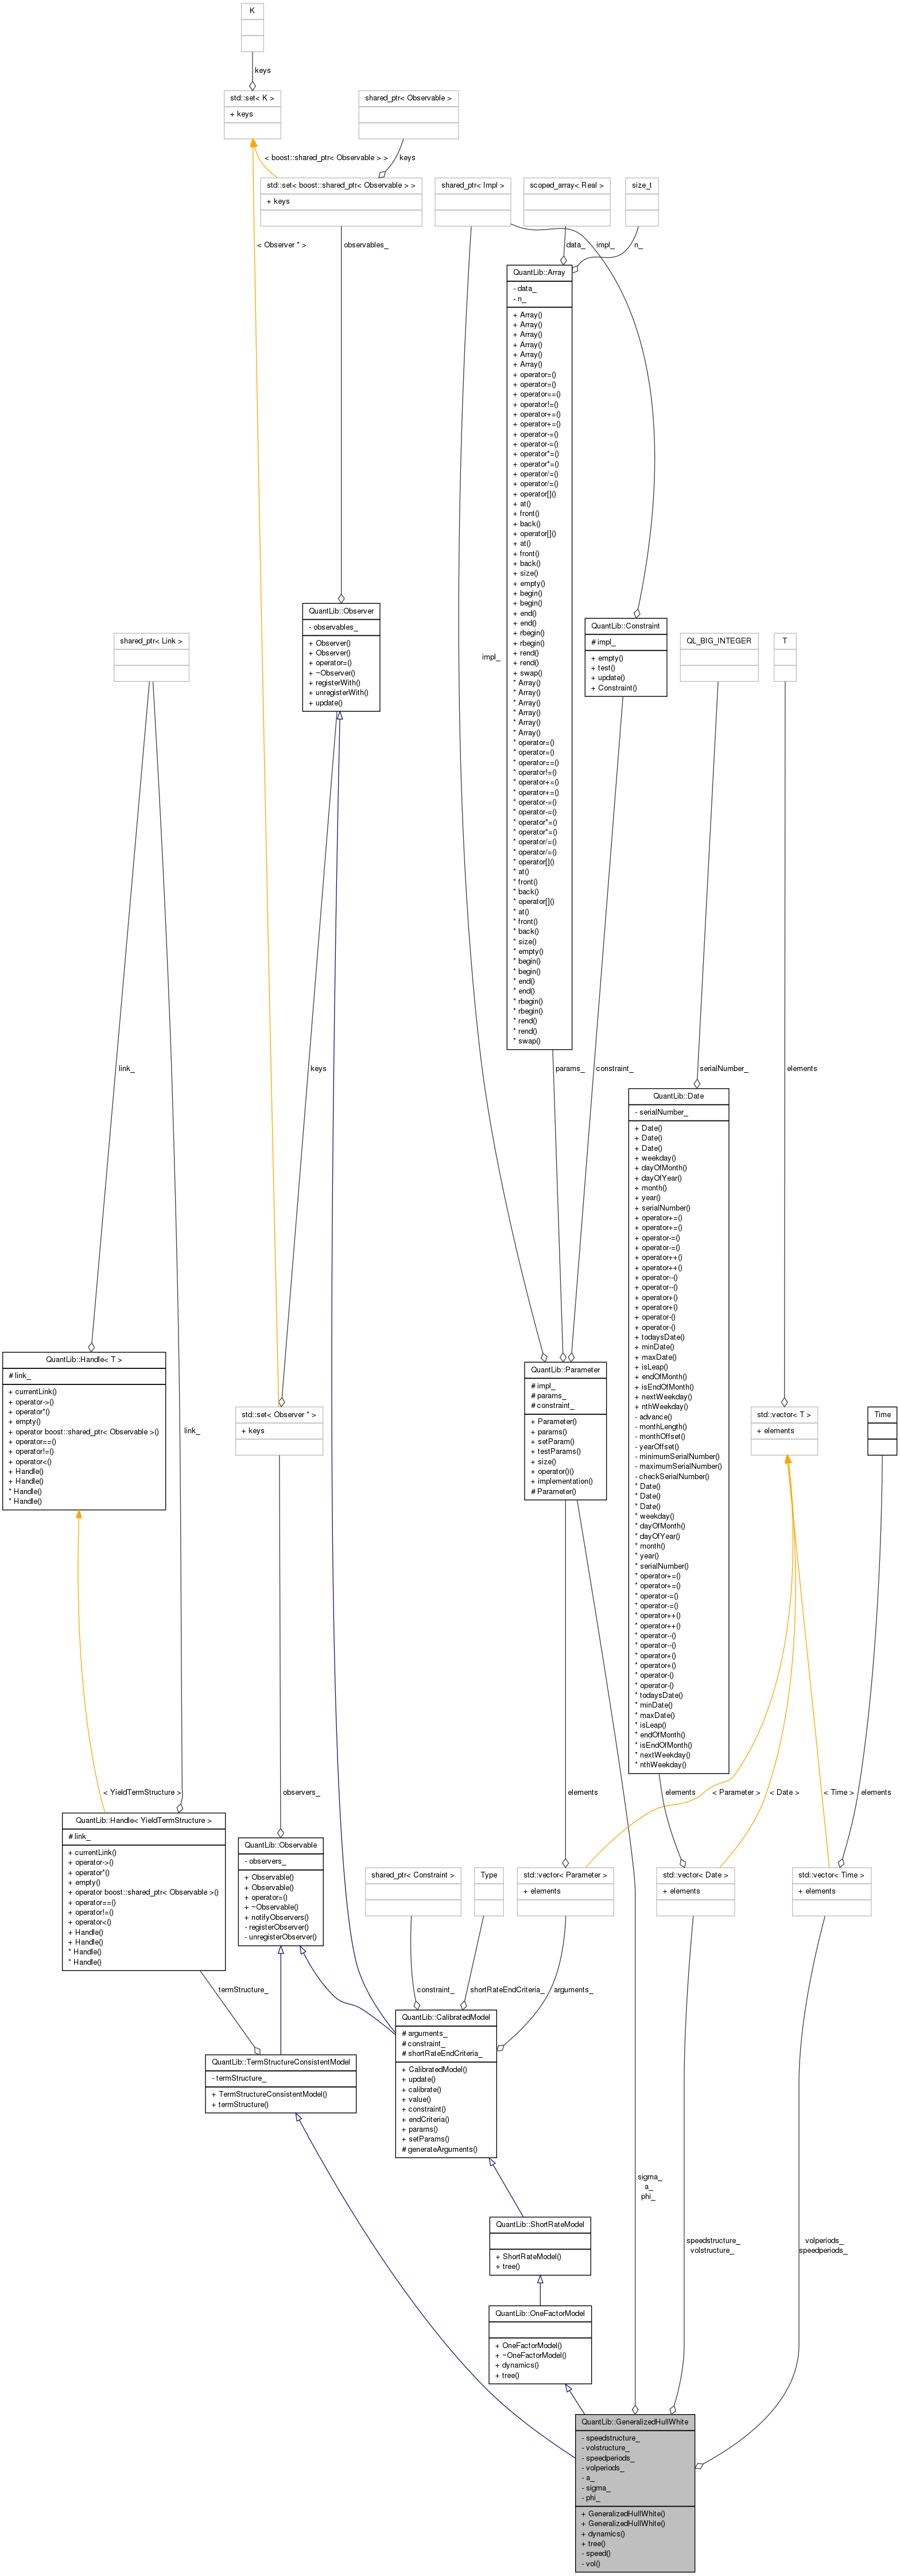 K
keys
std::set< K >
+ keys
shared_ptr< Observable >
< boost::shared_ptr< Observable > >
keys
std::set< boost::shared_ptr< Observable > >
+ keys
shared_ptr< Impl >
scoped_array< Real >
size_t
< Observer * >
observables_
data_
impl_
n_
QuantLib::Array
- data_
- n_
+ Array()
+ Array()
+ Array()
+ Array()
+ Array()
+ Array()
+ operator=()
+ operator=()
+ operator==()
+ operator!=()
+ operator+=()
+ operator+=()
+ operator-=()
+ operator-=()
+ operator*=()
+ operator*=()
+ operator/=()
+ operator/=()
+ operator[]()
+ at()
+ front()
+ back()
+ operator[]()
+ at()
+ front()
+ back()
+ size()
+ empty()
+ begin()
+ begin()
+ end()
+ end()
+ rbegin()
+ rbegin()
+ rend()
+ rend()
+ swap()
* Array()
* Array()
* Array()
* Array()
* Array()
* Array()
* operator=()
* operator=()
* operator==()
* operator!=()
* operator+=()
* operator+=()
* operator-=()
* operator-=()
* operator*=()
* operator*=()
* operator/=()
* operator/=()
* operator[]()
* at()
* front()
* back()
* operator[]()
* at()
* front()
* back()
* size()
* empty()
* begin()
* begin()
* end()
* end()
* rbegin()
* rbegin()
* rend()
* rend()
* swap()
QuantLib::Observer
- observables_
+ Observer()
+ Observer()
+ operator=()
+ ~Observer()
+ registerWith()
+ unregisterWith()
+ update()
shared_ptr< Link >
impl_
QuantLib::Constraint
# impl_
+ empty()
+ test()
+ update()
+ Constraint()
QL_BIG_INTEGER
T
link_
keys
params_
constraint_
serialNumber_
elements
QuantLib::Date
- serialNumber_
+ Date()
+ Date()
+ Date()
+ weekday()
+ dayOfMonth()
+ dayOfYear()
+ month()
+ year()
+ serialNumber()
+ operator+=()
+ operator+=()
+ operator-=()
+ operator-=()
+ operator++()
+ operator++()
+ operator--()
+ operator--()
+ operator+()
+ operator+()
+ operator-()
+ operator-()
+ todaysDate()
+ minDate()
+ maxDate()
+ isLeap()
+ endOfMonth()
+ isEndOfMonth()
+ nextWeekday()
+ nthWeekday()
- advance()
- monthLength()
- monthOffset()
- yearOffset()
- minimumSerialNumber()
- maximumSerialNumber()
- checkSerialNumber()
* Date()
* Date()
* Date()
* weekday()
* dayOfMonth()
* dayOfYear()
* month()
* year()
* serialNumber()
* operator+=()
* operator+=()
* operator-=()
* operator-=()
* operator++()
* operator++()
* operator--()
* operator--()
* operator+()
* operator+()
* operator-()
* operator-()
* todaysDate()
* minDate()
* maxDate()
* isLeap()
* endOfMonth()
* isEndOfMonth()
* nextWeekday()
* nthWeekday()
QuantLib::Handle< T >
# link_
+ currentLink()
+ operator->()
+ operator*()
+ empty()
+ operator boost::shared_ptr< Observable >()
+ operator==()
+ operator!=()
+ operator<()
+ Handle()
+ Handle()
* Handle()
* Handle()
link_
std::set< Observer * >
+ keys
QuantLib::Parameter
# impl_
# params_
# constraint_
+ Parameter()
+ params()
+ setParam()
+ testParams()
+ size()
+ operator()()
+ implementation()
# Parameter()
std::vector< T >
+ elements
Time
< YieldTermStructure >
observers_
elements
elements
< Parameter >
< Date >
< Time >
elements
QuantLib::Handle< YieldTermStructure >
# link_
+ currentLink()
+ operator->()
+ operator*()
+ empty()
+ operator boost::shared_ptr< Observable >()
+ operator==()
+ operator!=()
+ operator<()
+ Handle()
+ Handle()
* Handle()
* Handle()
QuantLib::Observable
- observers_
+ Observable()
+ Observable()
+ operator=()
+ ~Observable()
+ notifyObservers()
- registerObserver()
- unregisterObserver()
shared_ptr< Constraint >
Type
std::vector< Parameter >
+ elements
std::vector< Date >
+ elements
std::vector< Time >
+ elements
termStructure_
constraint_
shortRateEndCriteria_
arguments_
QuantLib::TermStructureConsistentModel
- termStructure_
+ TermStructureConsistentModel()
+ termStructure()
QuantLib::CalibratedModel
# arguments_
# constraint_
# shortRateEndCriteria_
+ CalibratedModel()
+ update()
+ calibrate()
+ value()
+ constraint()
+ endCriteria()
+ params()
+ setParams()
# generateArguments()
sigma_
a_
phi_
speedstructure_
volstructure_
volperiods_
speedperiods_
QuantLib::ShortRateModel
+ ShortRateModel()
+ tree()
QuantLib::OneFactorModel
+ OneFactorModel()
+ ~OneFactorModel()
+ dynamics()
+ tree()
QuantLib::GeneralizedHullWhite
- speedstructure_
- volstructure_
- speedperiods_
- volperiods_
- a_
- sigma_
- phi_
+ GeneralizedHullWhite()
+ GeneralizedHullWhite()
+ dynamics()
+ tree()
- speed()
- vol()